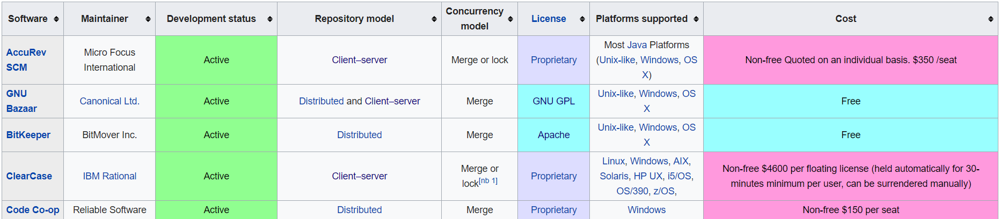 Software Maintainer Development status Repository model Concurrency model License Platforms supported Cost
AccuRev SCM Micro Focus International Active Client–server Merge or lock Proprietary Most Java Platforms (Unix-like, Windows, OS X) Non-free Quoted on an individual basis. $350 /seat
GNU Bazaar Canonical Ltd. Active Distributed and Client–server Merge GNU GPL Unix-like, Windows, OS X Free
BitKeeper BitMover Inc. Active Distributed Merge Apache Unix-like, Windows, OS X Free
ClearCase IBM Rational Active Client–server Merge or lock[nb 1] Proprietary Linux, Windows, AIX, Solaris, HP UX, i5/OS, OS/390, z/OS, Non-free $4600 per floating license (held automatically for 30-minutes minimum per user, can be surrendered manually)
Code Co-op Reliable Software Active Distributed Merge Proprietary Windows Non-free $150 per seat